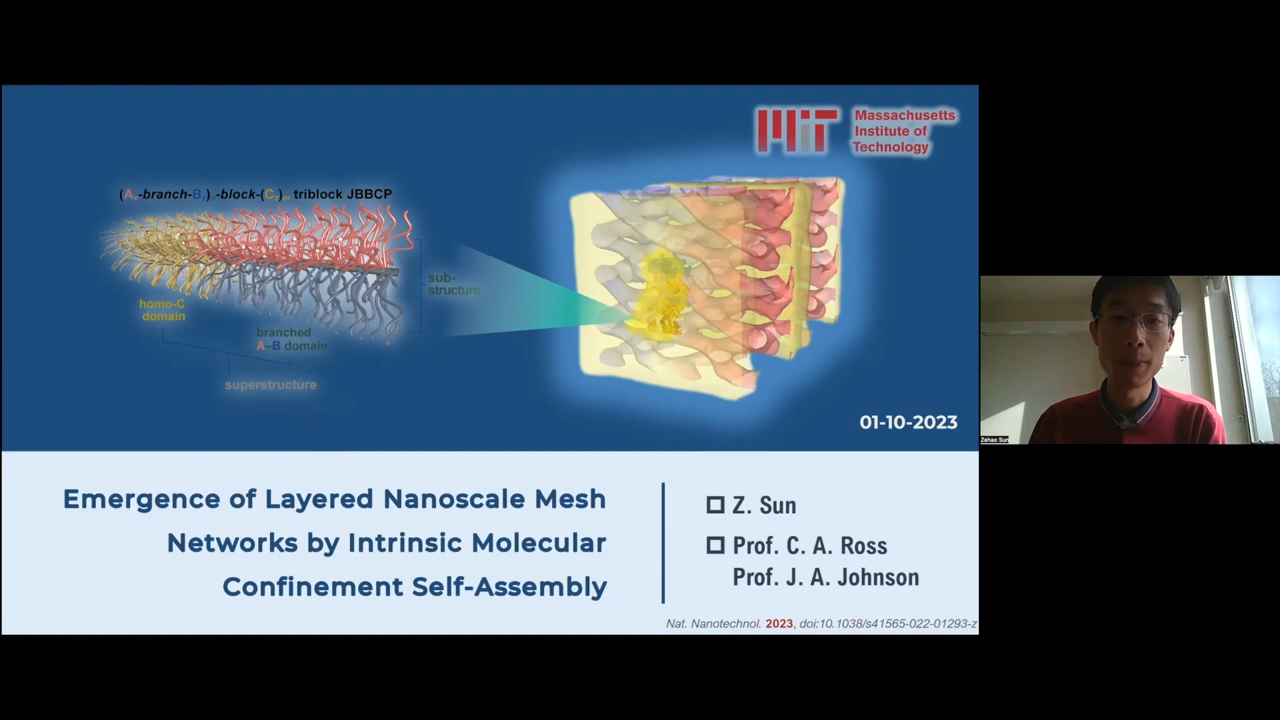 Massachusetts
Institute of
Technology
-branch-B -block-(C ) triblock JBBCP
sub-
structure
homo-C
domain
branched
A–B domain
superstructure
01-10-2023
Emergence of Layered Nanoscale Mesh
Networks by Intrinsic Molecular
Confinement Self-Assembly
Z. Sun
Prof. C. A. Ross
Prof. J. A. Johnson
Nat. Nanotechnol. 2023, doi:10.1038/s41565-022-01293-z
Zehao Sun